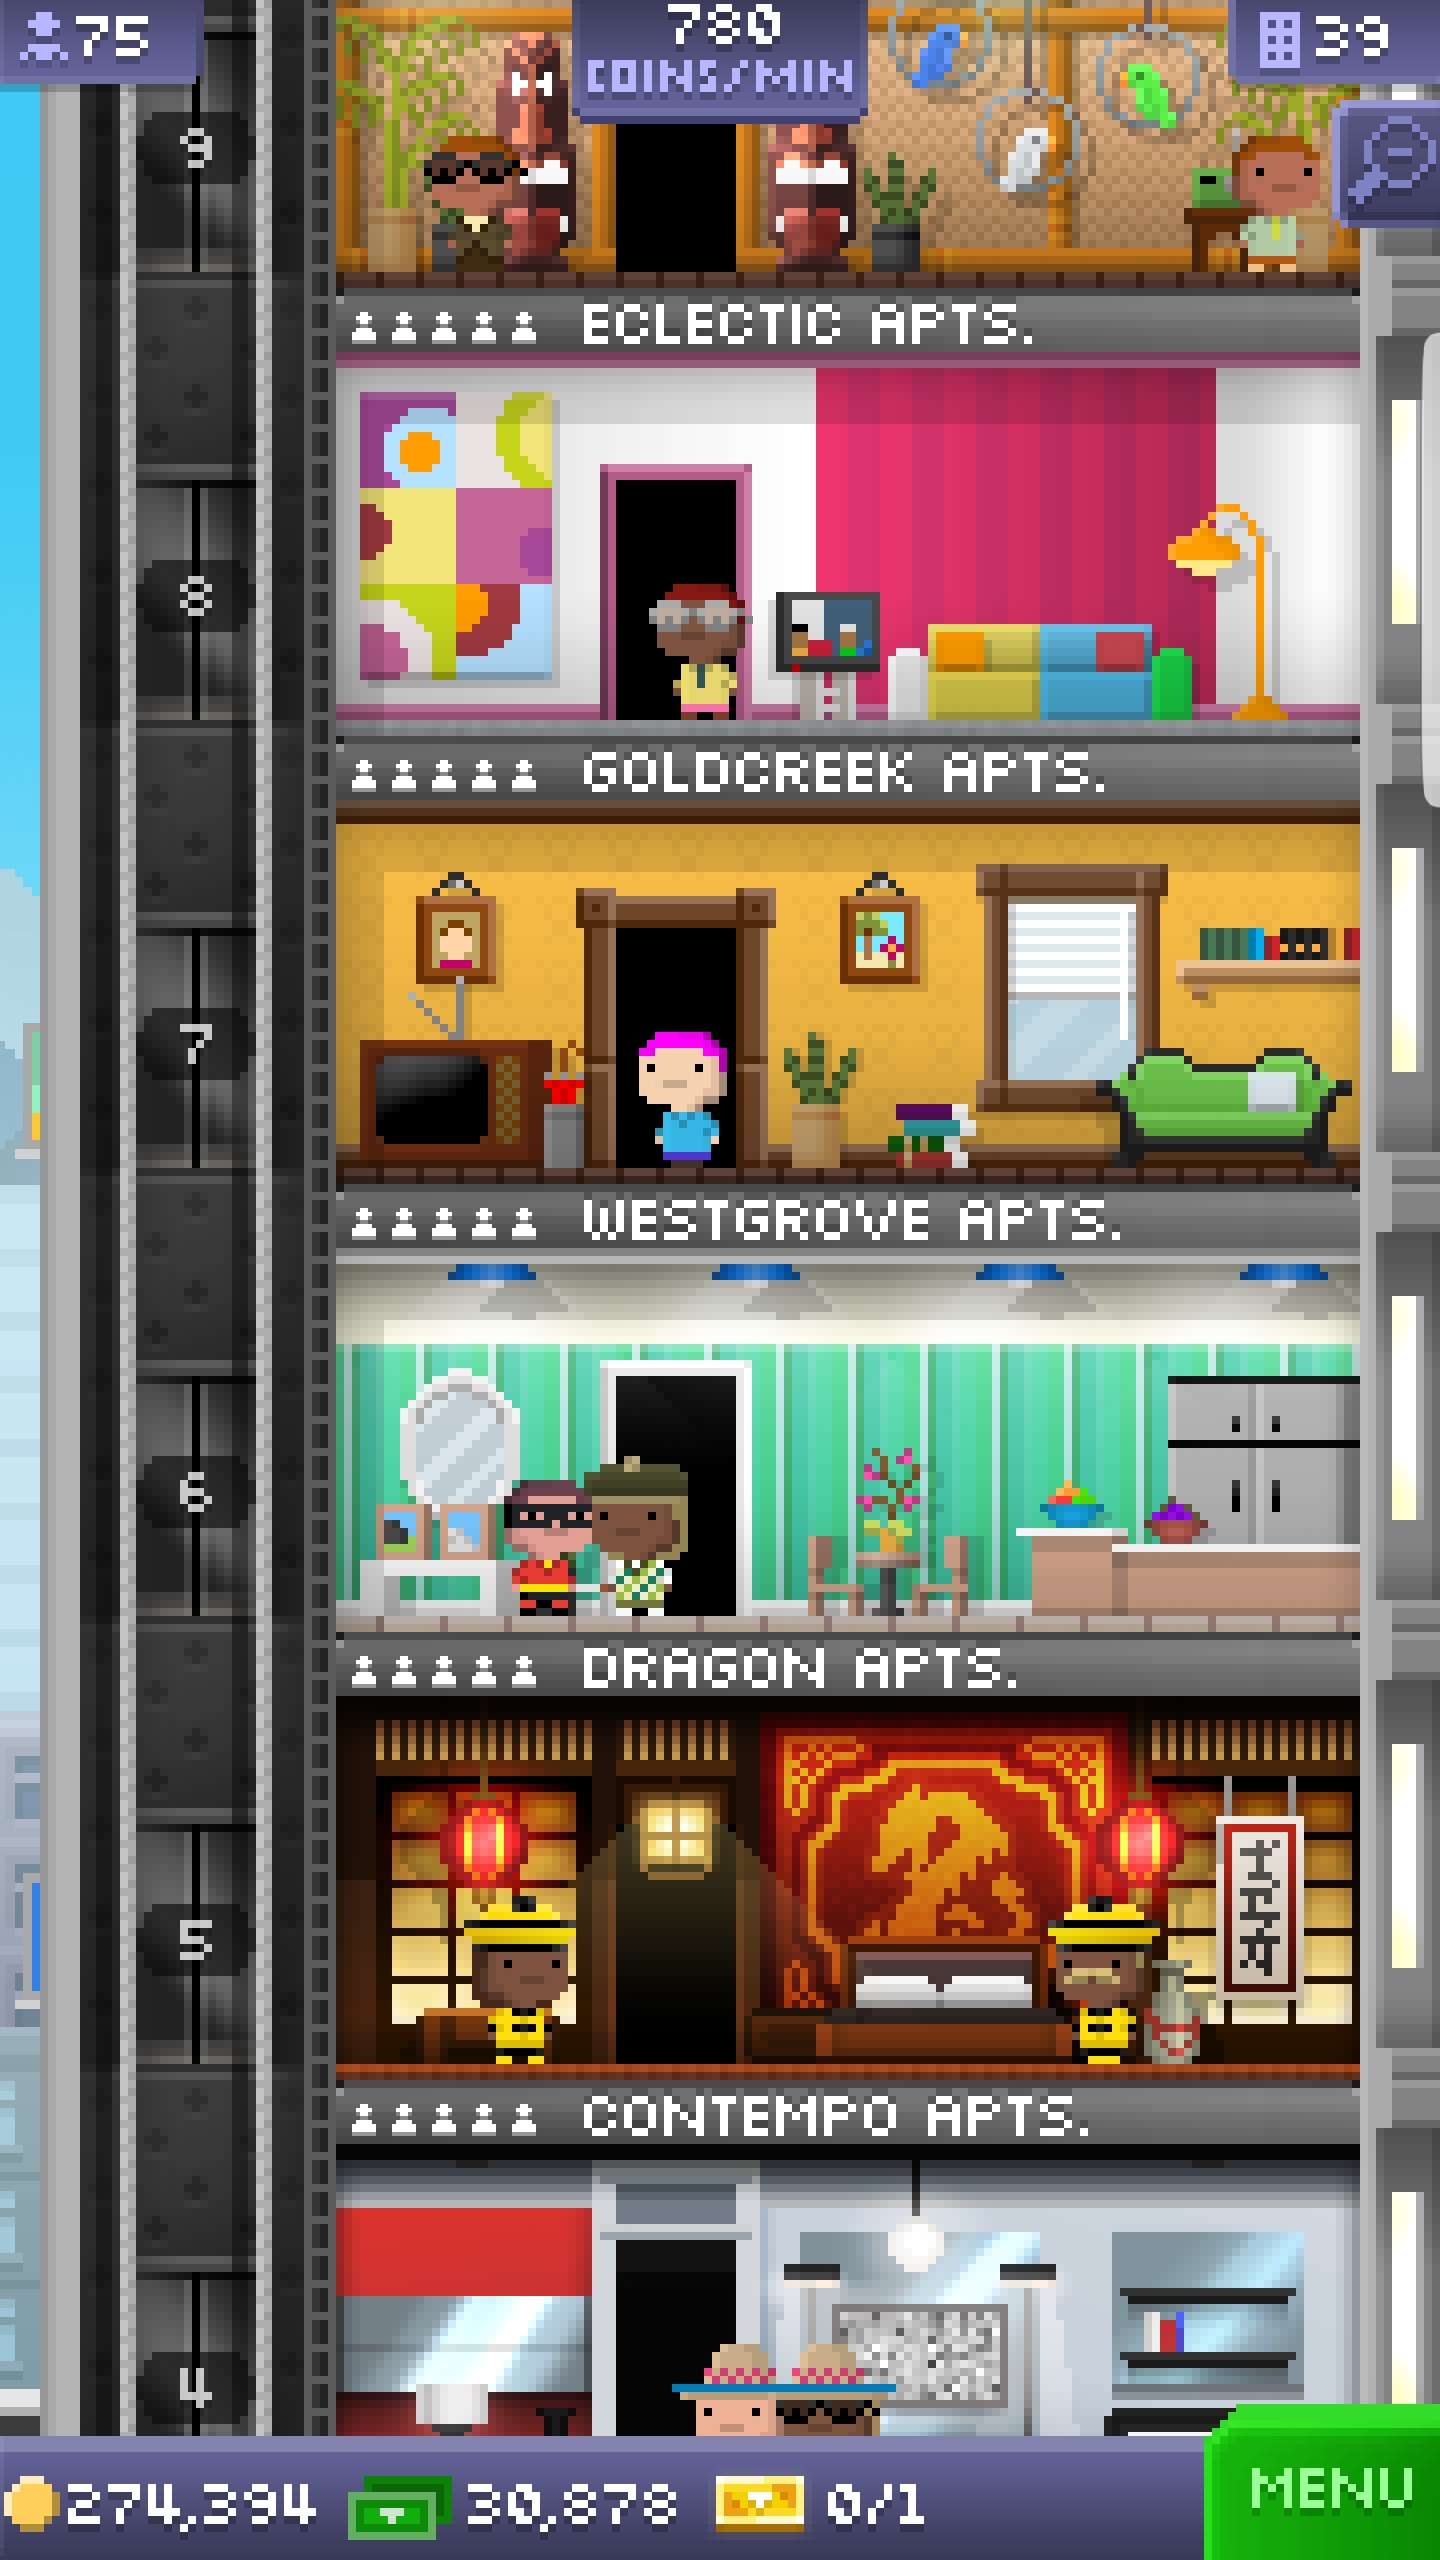 75
780
COINS/MIN
39
9
ECLECTIC APTS.
8
GOLDCREEK APTS.
7
WESTGROVE APTS.
6
DRAGON APTS.
5
CONTEMPO APTS.
4
274,394
30,878
0/1
MENU